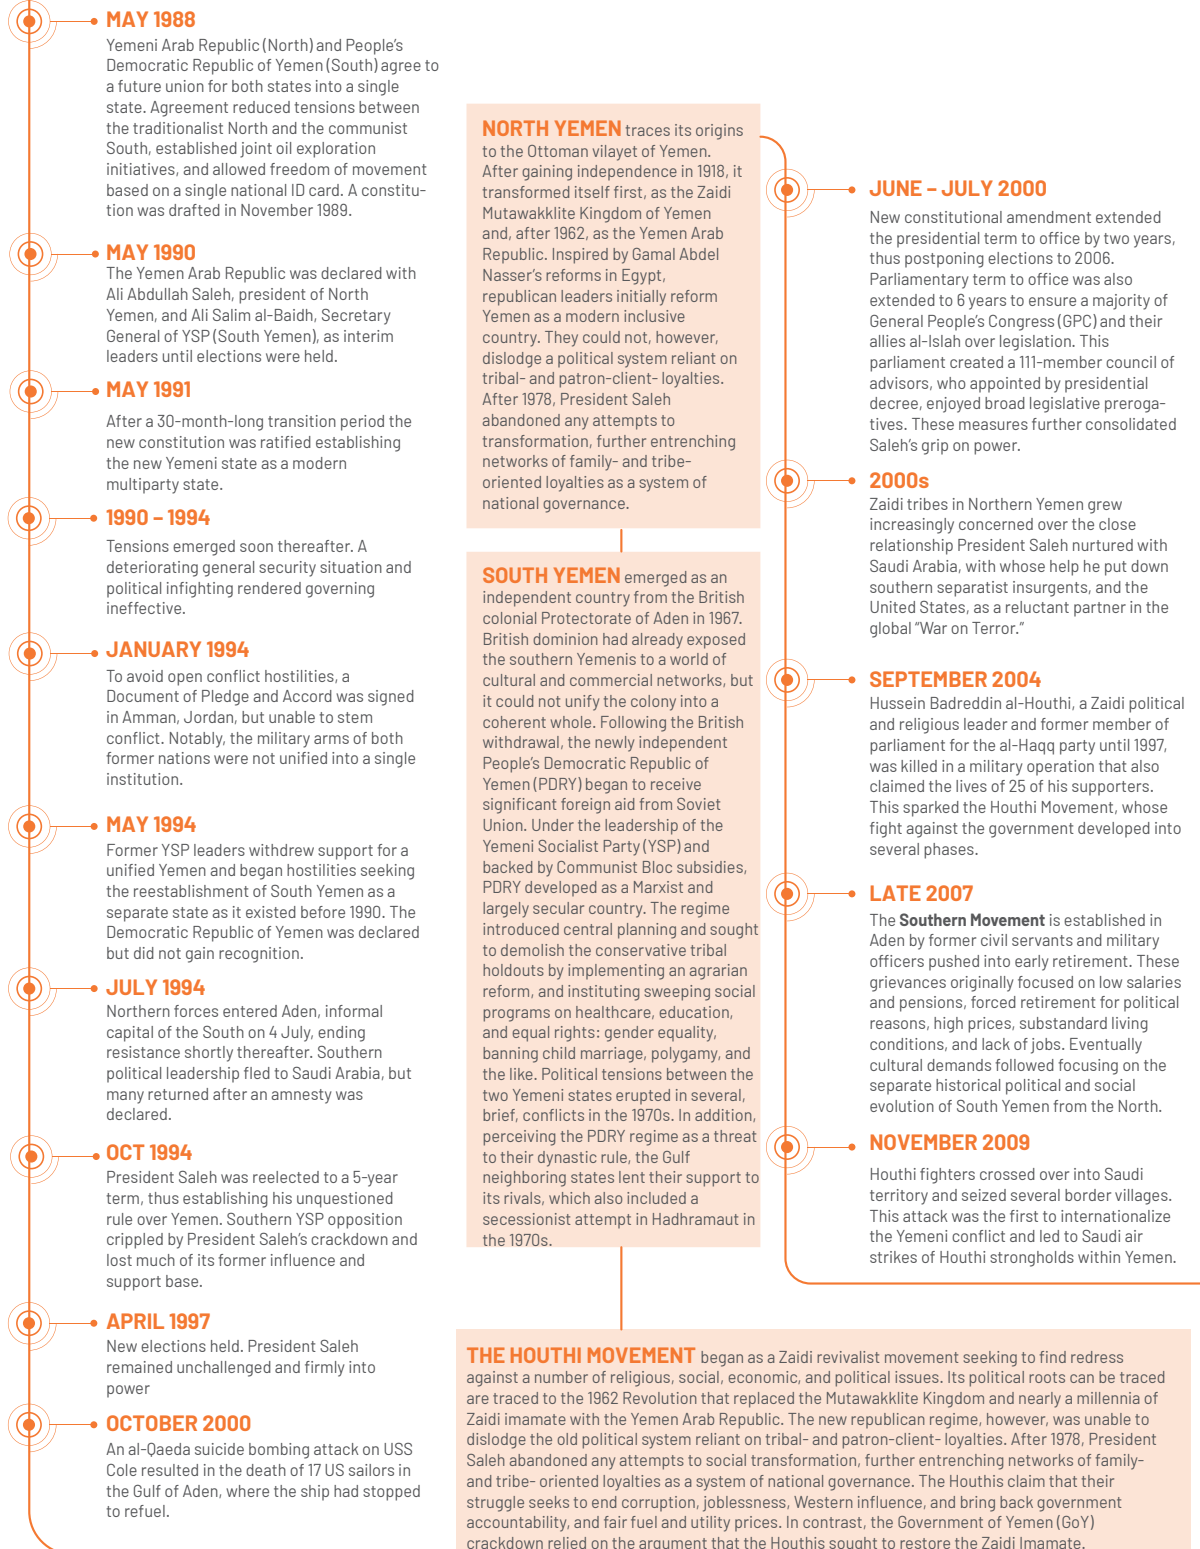 MAY 1988
Yemeni Arab Republic (North) and People's
Democratic Republic of Yemen (South) agree to
a future union for both states into a single
state. Agreement reduced tensions between
the traditionalist North and the communist
South, established joint oil exploration
initiatives, and allowed freedom of movement
based on a single national ID card. A constitu-
tion was drafted in November 1989.
MAY 1990
The Yemen Arab Republic was declared with
Ali Abdullah Saleh, president of North
Yemen, and Ali Salim al-Baidh, Secretary
General of YSP (South Yemen), as interim
leaders until elections were held.
MAY 1991
After a 30-month-long transition period the
new constitution was ratified establishing
the new Yemeni state as a modern
multiparty state.
1990 – 1994
Tensions emerged soon thereafter. A
deteriorating general security situation and
political infighting rendered governing
ineffective.
JANUARY 1994
To avoid open conflict hostilities, a
Document of Pledge and Accord was signed
in Amman, Jordan, but unable to stem
conflict. Notably, the military arms of both
former nations were not unified into a single
institution.
MAY 1994
Former YSP leaders withdrew support for a
unified Yemen and began hostilities seeking
the reestablishment of South Yemen as a
separate state as it existed before 1990. The
Democratic Republic of Yemen was declared
but did not gain recognition.
JULY 1994
Northern forces entered Aden, informal
capital of the South on 4 July, ending
resistance shortly thereafter. Southern
political leadership fled to Saudi Arabia, but
many returned after an amnesty was
declared.
OCT 1994
President Saleh was reelected to a 5-year
term, thus establishing his unquestioned
rule over Yemen. Southern YSP opposition
crippled by President Saleh's crackdown and
lost much of its former influence and
support base.
APRIL 1997
New elections held. President Saleh
remained unchallenged and firmly into
power
OCTOBER 2000
An al-Qaeda suicide bombing attack on USS
Cole resulted in the death of 17 US sailors in
the Gulf of Aden, where the ship had stopped
to refuel.
NORTH YEMEN traces its origins
to the Ottoman vilayet of Yemen.
After gaining independence in 1918, it
transformed itself first, as the Zaidi
Mutawakklite Kingdom of Yemen
and, after 1962, as the Yemen Arab
Republic. Inspired by Gamal Abdel
Nasser's reforms in Egypt,
republican leaders initially reform
Yemen as a modern inclusive
country. They could not, however,
dislodge a political system reliant on
tribal- and patron-client- loyalties.
After 1978, President Saleh
abandoned any attempts to
transformation, further entrenching
networks of family- and tribe-
oriented loyalties as a system of
national governance.
SOUTH YEMEN emerged as an
independent country from the British
colonial Protectorate of Aden in 1967.
British dominion had already exposed
the southern Yemenis to a world of
cultural and commercial networks, but
it could not unify the colony into a
coherent whole. Following the British
withdrawal, the newly independent
People's Democratic Republic of
Yemen (PDRY) began to receive
significant foreign aid from Soviet
Union. Under the leadership of the
Yemeni Socialist Party (YSP) and
backed by Communist Bloc subsidies,
PDRY developed as a Marxist and
largely secular country. The regime
introduced central planning and sought
to demolish the conservative tribal
holdouts by implementing an agrarian
reform, and instituting sweeping social
programs on healthcare, education,
and equal rights: gender equality,
banning child marriage, polygamy, and
the like. Political tensions between the
two Yemeni states erupted in several,
brief, conflicts in the 1970s. In addition,
perceiving the PDRY regime as a threat
to their dynastic rule, the Gulf
neighboring states lent their support to
its rivals, which also included a
secessionist attempt in Hadhramaut in
the 1970s.
JUNE – JULY 2000
New constitutional amendment extended
the presidential term to office by two years,
thus postponing elections to 2006.
Parliamentary term to office was also
extended to 6 years to ensure a majority of
General People's Congress (GPC) and their
allies al-Islah over legislation. This
parliament created a 111-member council of
advisors, who appointed by presidential
decree, enjoyed broad legislative preroga-
tives. These measures further consolidated
Saleh's grip on power.
2000s
Zaidi tribes in Northern Yemen grew
increasingly concerned over the close
relationship President Saleh nurtured with
Saudi Arabia, with whose help he put down
southern separatist insurgents, and the
United States, as a reluctant partner in the
global "War on Terror."
SEPTEMBER 2004
Hussein Badreddin al-Houthi, a Zaidi political
and religious leader and former member of
parliament for the al-Haqq party until 1997,
was killed in a military operation that also
claimed the lives of 25 of his supporters.
This sparked the Houthi Movement, whose
fight against the government developed into
several phases.
LATE 2007
The Southern Movement is established in
Aden by former civil servants and military
officers pushed into early retirement. These
grievances originally focused on low salaries
and pensions, forced retirement for political
reasons, high prices, substandard living
conditions, and lack of jobs. Eventually
cultural demands followed focusing on the
separate historical political and social
evolution of South Yemen from the North.
NOVEMBER 2009
Houthi fighters crossed over into Saudi
territory and seized several border villages.
This attack was the first to internationalize
the Yemeni conflict and led to Saudi air
strikes of Houthi strongholds within Yemen.
THE HOUTHI MOVEMENT began as a Zaidi revivalist movement seeking to find redress
against a number of religious, social, economic, and political issues. Its political roots can be traced
are traced to the 1962 Revolution that replaced the Mutawakklite Kingdom and nearly a millennia of
Zaidi imamate with the Yemen Arab Republic. The new republican regime, however, was unable to
dislodge the old political system reliant on tribal- and patron-client- loyalties. After 1978, President
Saleh abandoned any attempts to social transformation, further entrenching networks of family-
and tribe- oriented loyalties as a system of national governance. The Houthis claim that their
struggle seeks to end corruption, joblessness, Western influence, and bring back government
accountability, and fair fuel and utility prices. In contrast, the Government of Yemen (GoY)
crackdown relied on the argument that the Houthis sought to restore the Zaidi Imamate.